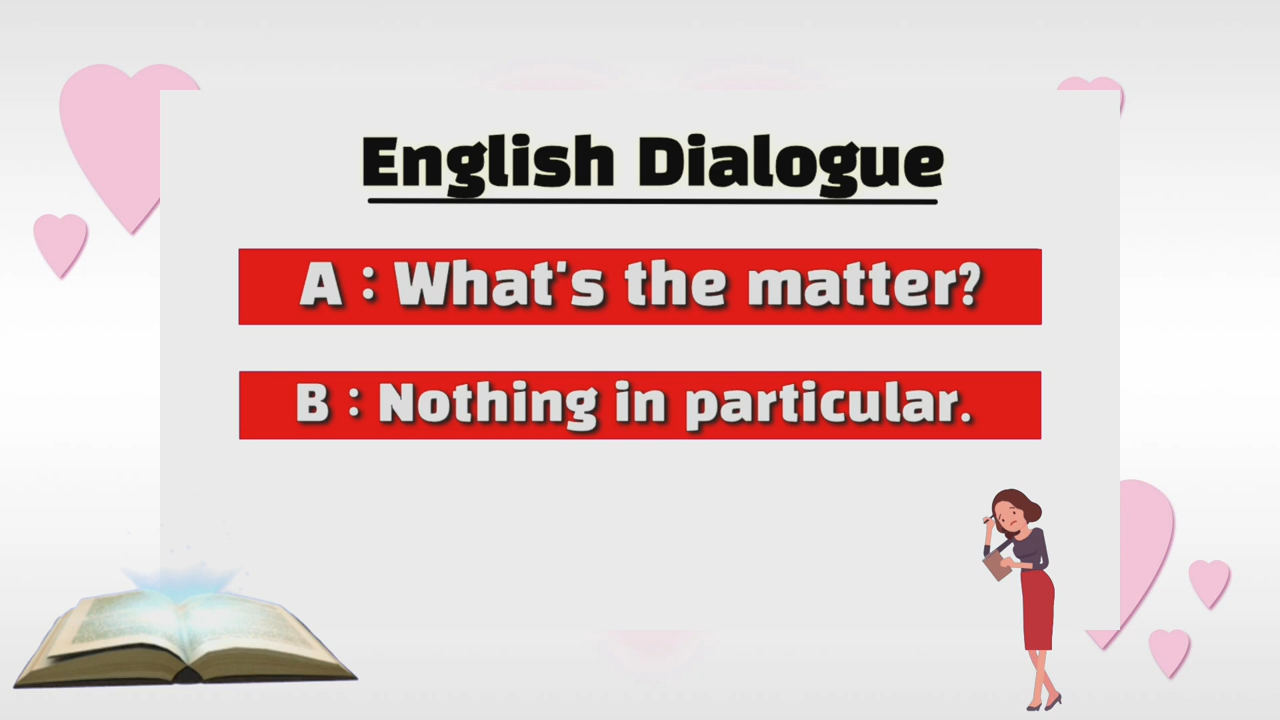 English Dialogue
A : What's the matter?
B : Nothing in particular.